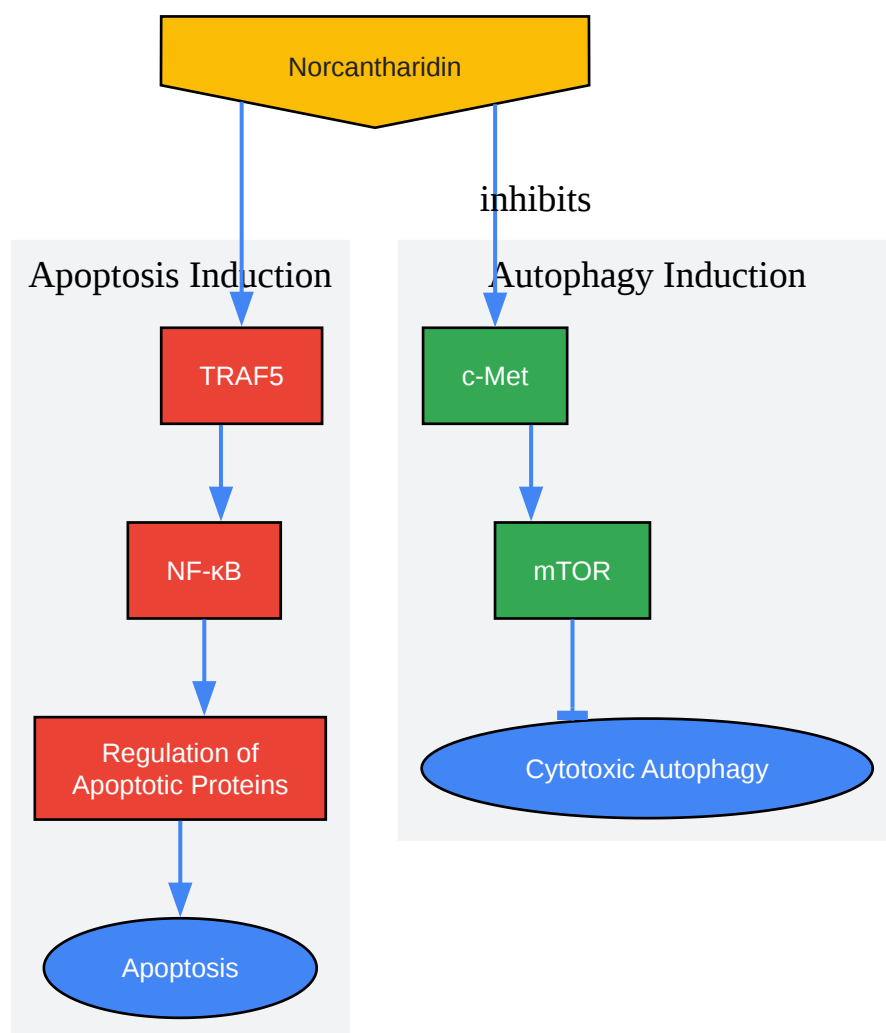 Norcantharidin
inhibits
Apoptosis Induction
TRAF5
NF-κB
Regulation of
Apoptotic Proteins
Apoptosis
Autophagy Induction
c-Met
mTOR
Cytotoxic Autophagy